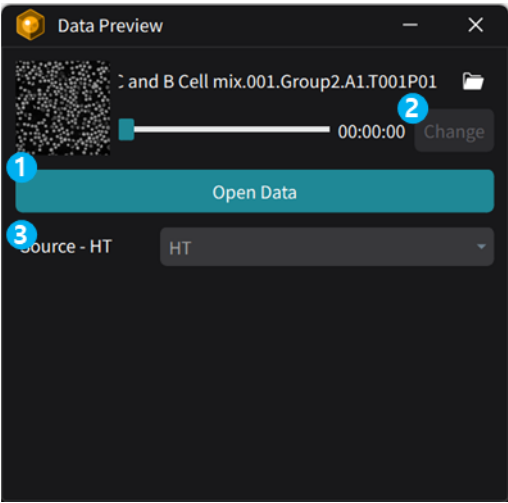 Data Preview
C and B Cell mix.001.Group2.A1.T001P01
2
00:00:00 Change
1
Open Data
3
Source - HT HT